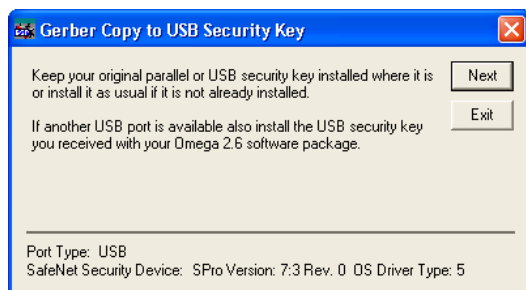 Gerber Copy to USB Security Key
Keep your original parallel or USB security key installed where it is
or install it as usual if it is not already installed.
Next
If another USB port is available also install the USB security key
you received with your Omega 2.6 software package.
Exit
Port Type: USB
SafeNet Security Device: SPro Version: 7:3 Rev. 0 OS Driver Type: 5